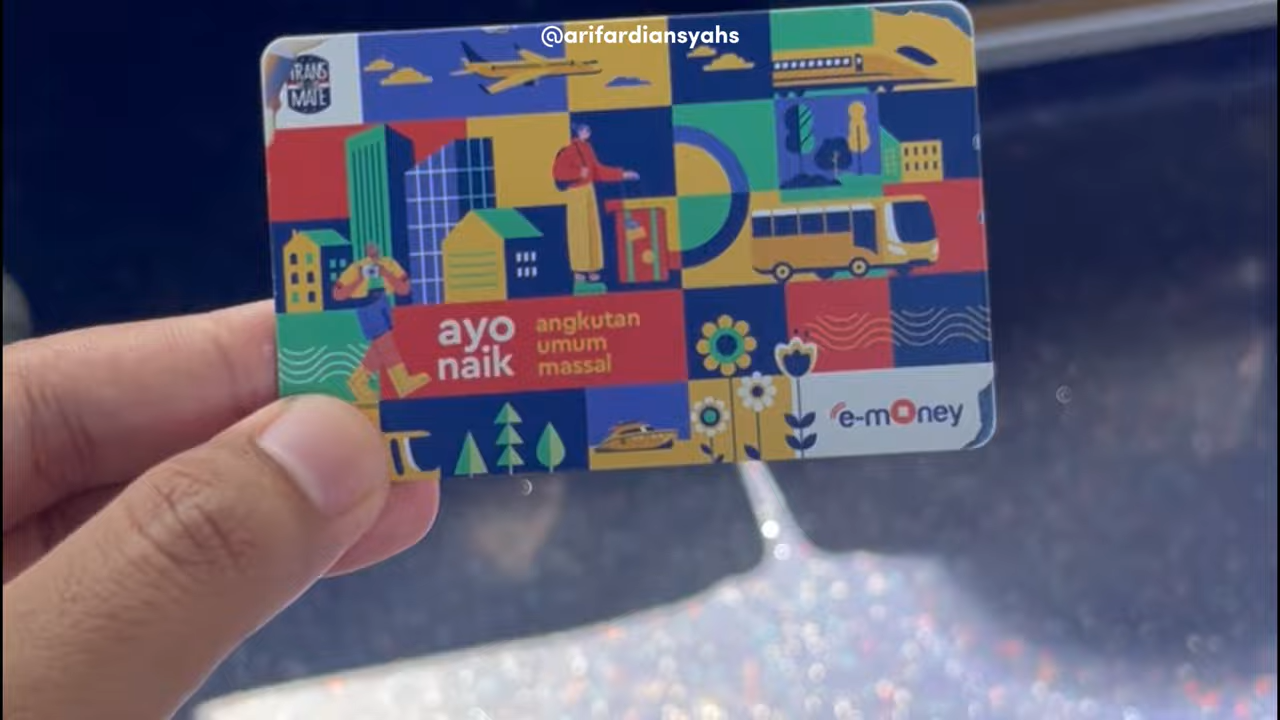 @arifardiansyahs
TRANS
MATE
ayo
naik
angkutan
umum
massal
e-money